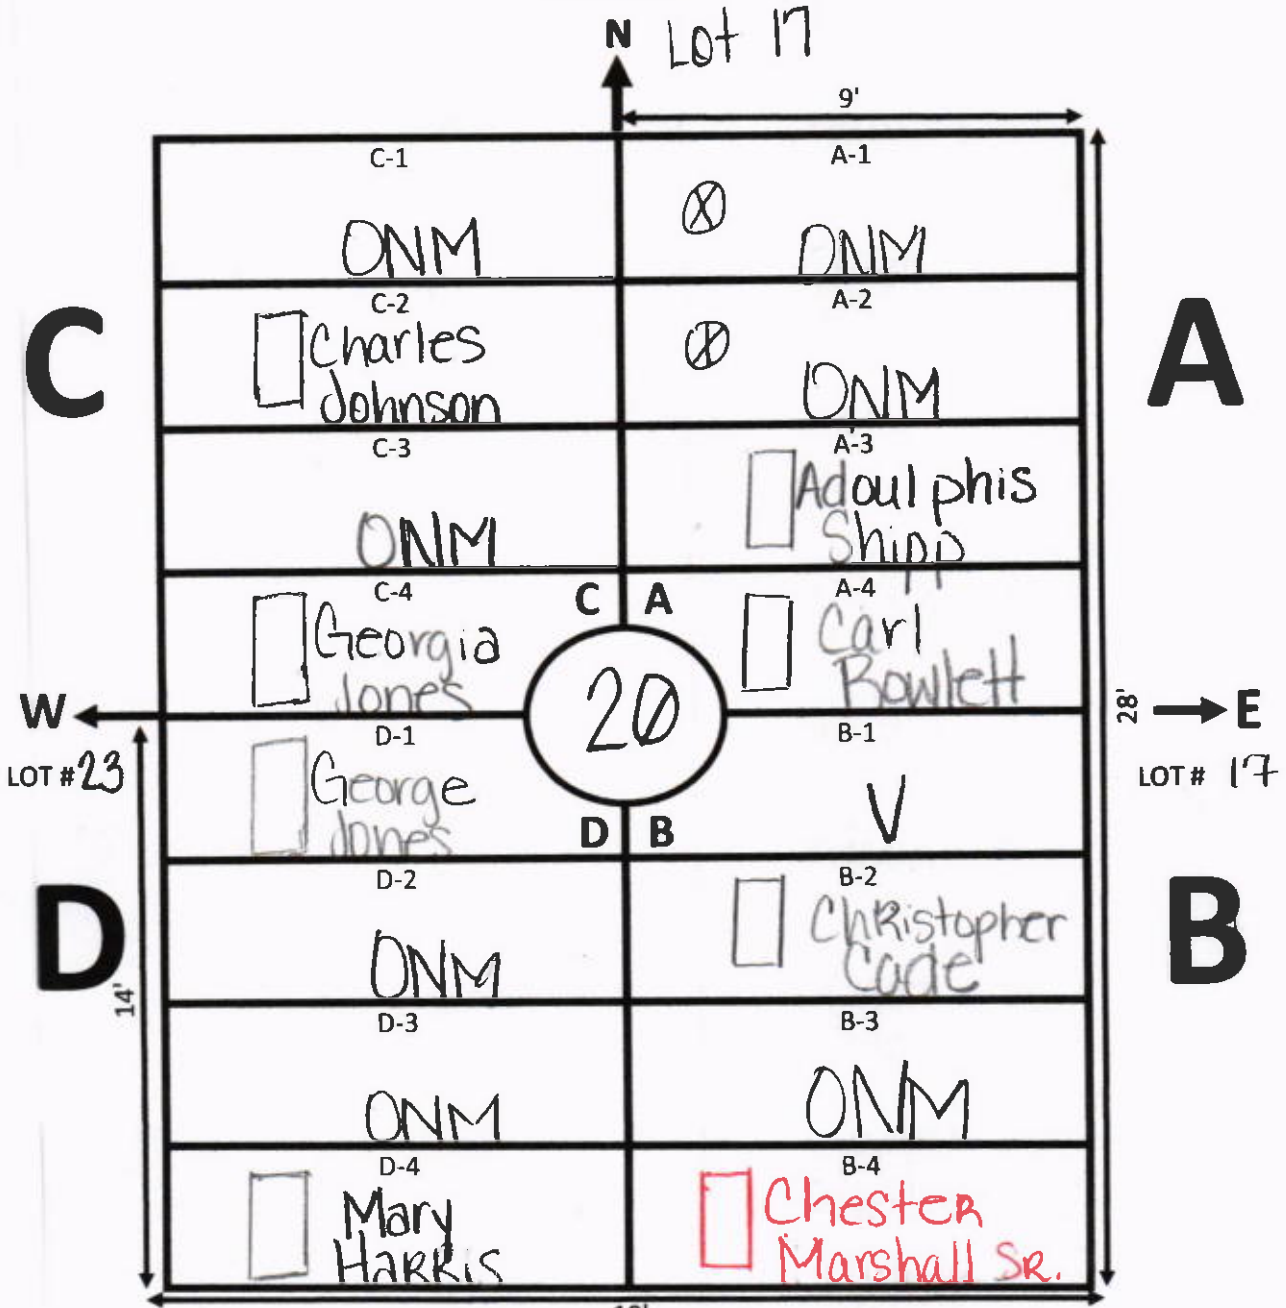 N Lot 17
9'
C-1 A-1
ONM ONM
C-2 A-2
C Charles A
Johnson ONM
C-3 A-3
Adoulphis
ONM Shipp
C-4 C A A-4
Georgia Carl
Jones Rowlett
W 20 28' E
D-1 B-1
LOT #23 George V LOT # 17
Jones D B
D-2 B-2
Christopher
D ONM Cade B
14'
D-3 B-3
ONM ONM
D-4 B-4
Mary Chester
Harris Marshall Sr.